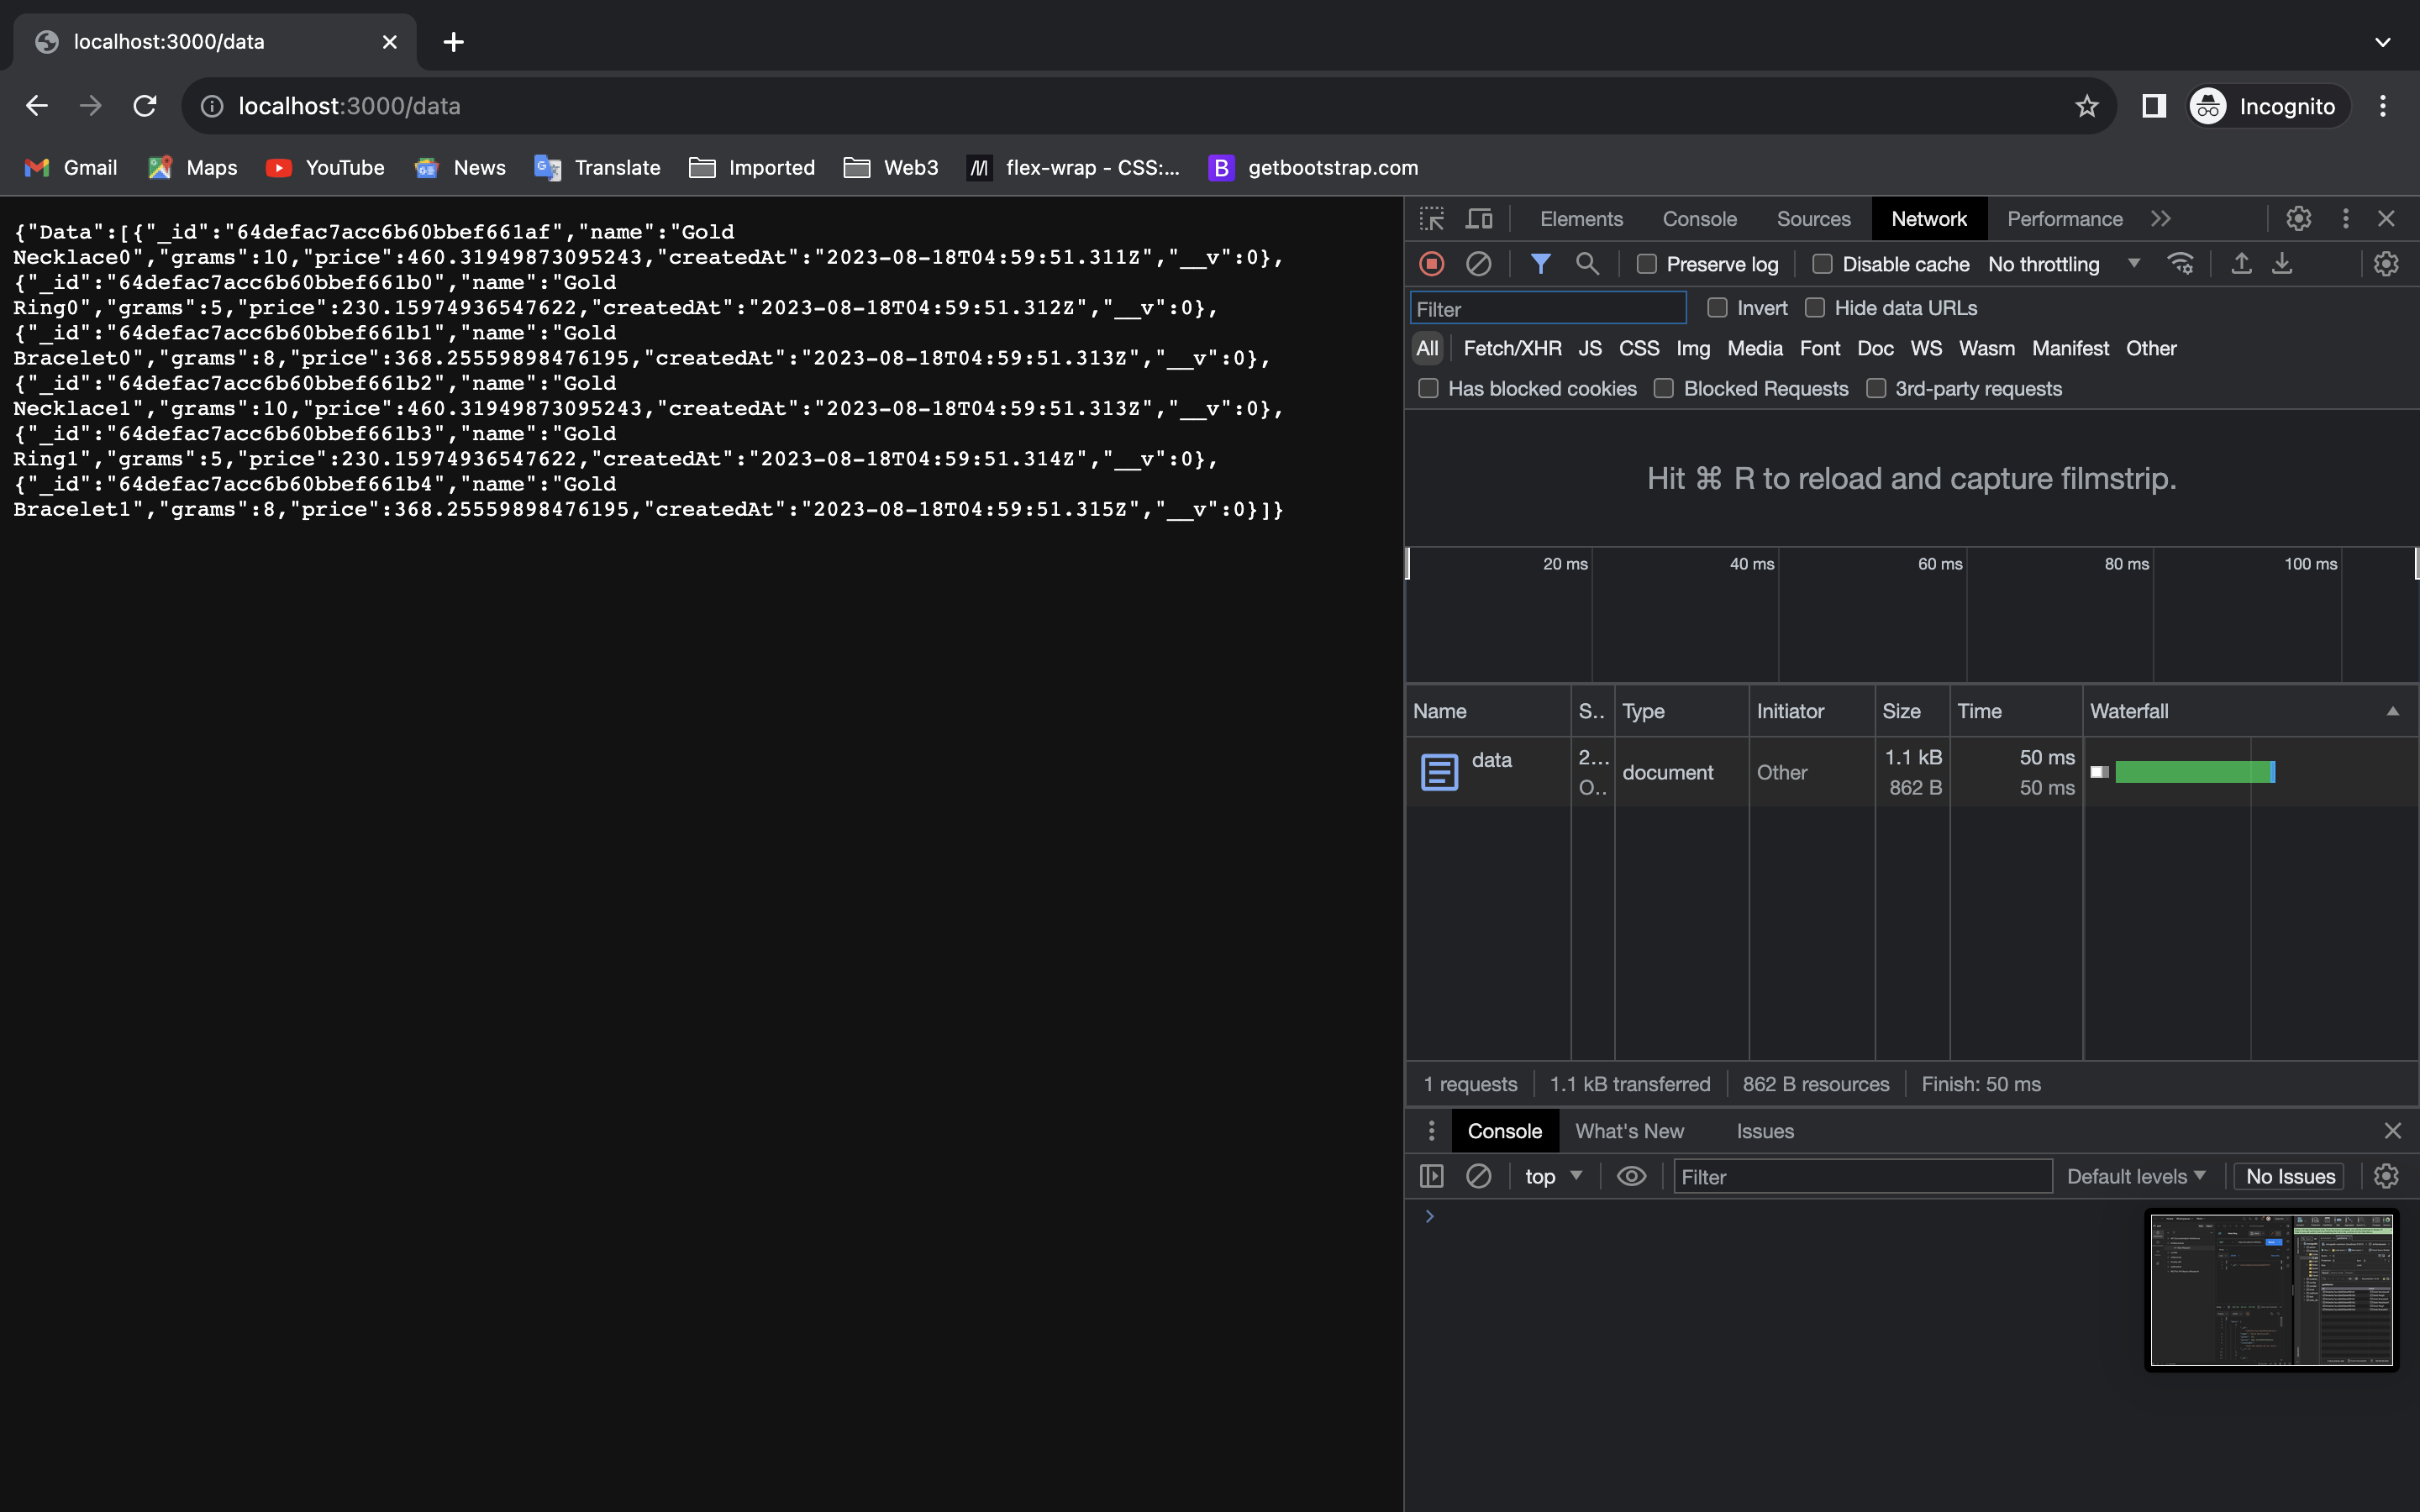 localhost:3000/data
localhost:3000/data
Incognito
Gmail
Maps
YouTube
News
Translate
Imported
Web3
flex-wrap - CSS:...
getbootstrap.com
{"Data":[{"_id":"64defac7acc6b60bbef661af","name":"Gold
Necklace0","grams":10,"price":460.31949873095243,"createdAt":"2023-08-18T04:59:51.311Z","__v":0},
{"_id":"64defac7acc6b60bbef661b0","name":"Gold
Ring0","grams":5,"price":230.15974936547622,"createdAt":"2023-08-18T04:59:51.312Z","__v":0},
{"_id":"64defac7acc6b60bbef661b1","name":"Gold
Bracelet0","grams":8,"price":368.25559898476195,"createdAt":"2023-08-18T04:59:51.313Z","__v":0},
{"_id":"64defac7acc6b60bbef661b2","name":"Gold
Necklace1","grams":10,"price":460.31949873095243,"createdAt":"2023-08-18T04:59:51.313Z","__v":0},
{"_id":"64defac7acc6b60bbef661b3","name":"Gold
Ring1","grams":5,"price":230.15974936547622,"createdAt":"2023-08-18T04:59:51.314Z","__v":0},
{"_id":"64defac7acc6b60bbef661b4","name":"Gold
Bracelet1","grams":8,"price":368.25559898476195,"createdAt":"2023-08-18T04:59:51.315Z","__v":0}]}
Elements Console Sources Network Performance
Preserve log Disable cache No throttling
Filter Invert Hide data URLs
All Fetch/XHR JS CSS Img Media Font Doc WS Wasm Manifest Other
Has blocked cookies Blocked Requests 3rd-party requests
Hit ⌘ R to reload and capture filmstrip.
20 ms 40 ms 60 ms 80 ms 100 ms
Name S.. Type Initiator Size Time Waterfall
data 2... document Other 1.1 kB 50 ms
O.. 862 B 50 ms
1 requests 1.1 kB transferred 862 B resources Finish: 50 ms
Console What's New Issues
top Filter Default levels No Issues